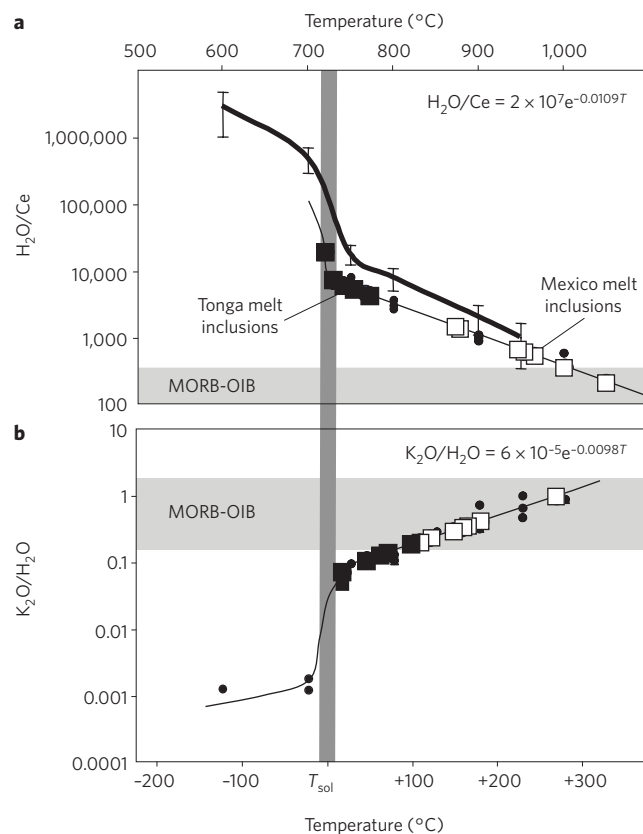 Temperature (°C)
a
500 600 720 800 900 1,000
H₂O/Ce = 2 × 10⁷e⁻⁰·⁰¹⁰⁹ᵀ
1,000,000
100,000
10,000
1,000
100
H₂O/Ce
Tonga melt
inclusions
Mexico melt
inclusions
MORB-OIB
b
K₂O/H₂O = 6 × 10⁻⁵e⁻⁰·⁰⁰⁹⁸ᵀ
10
1
0.1
0.01
0.001
0.0001
K₂O/H₂O
MORB-OIB
-200 -100 Tsol +100 +200 +300
Temperature (°C)